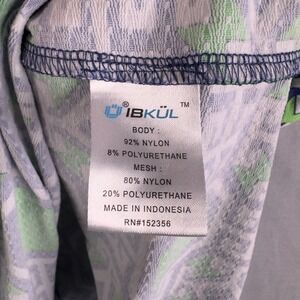 IBKÜL™
BODY :
92% NYLON
8% POLYURETHANE
MESH :
80% NYLON
20% POLYURETHANE
MADE IN INDONESIA
RN#152356